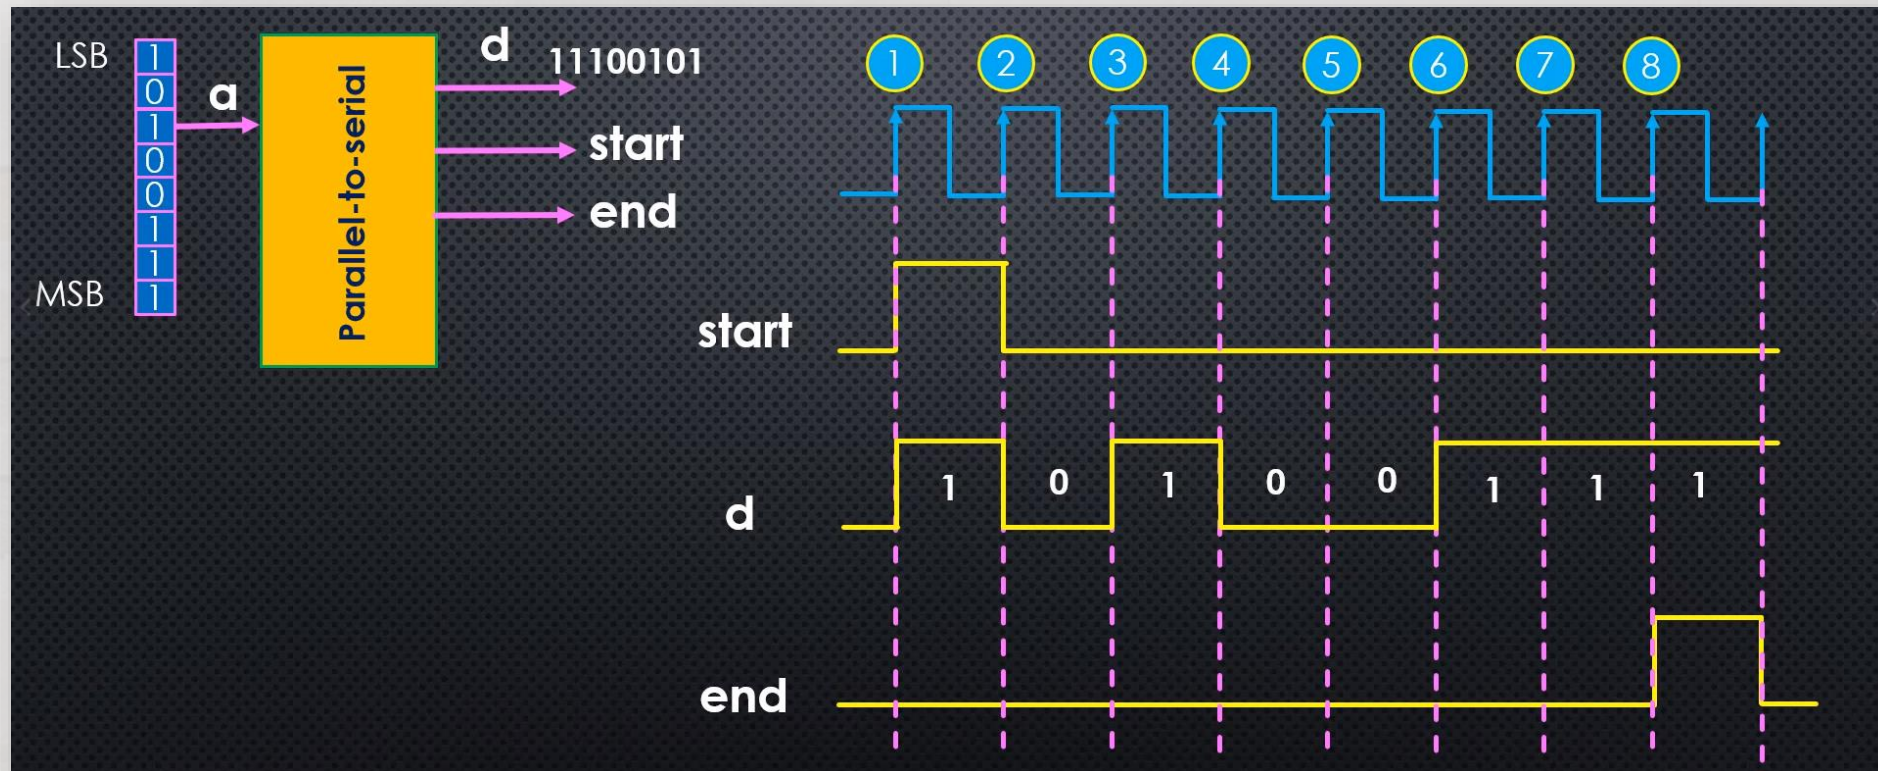 LSB
1
0
1
0
0
1
1
1
MSB
a
Parallel-to-serial
d
11100101
start
end
1 2 3 4 5 6 7 8
start
d
1 0 1 0 0 1 1 1
end